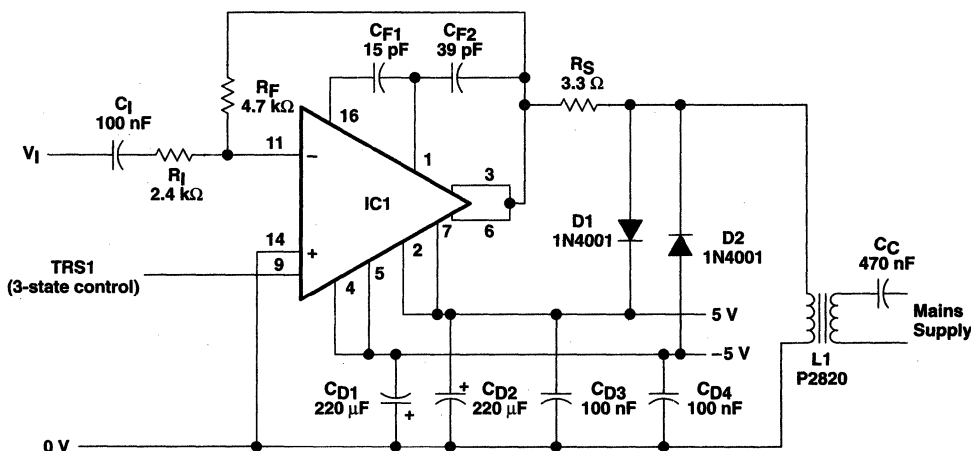 CF1
15 pF
CF2
39 pF
RS
3.3 Ω
RF
4.7 kΩ
CI
100 nF
16
VI
11
−
1
RI
2.4 kΩ
IC1
3
6
7
2
14
+
9
5
4
TRS1
(3-state control)
D1
1N4001
D2
1N4001
CC
470 nF
Mains
Supply
5 V
−5 V
L1
P2820
CD1
220 μF
+
CD2
220 μF
+
CD3
100 nF
CD4
100 nF
0 V